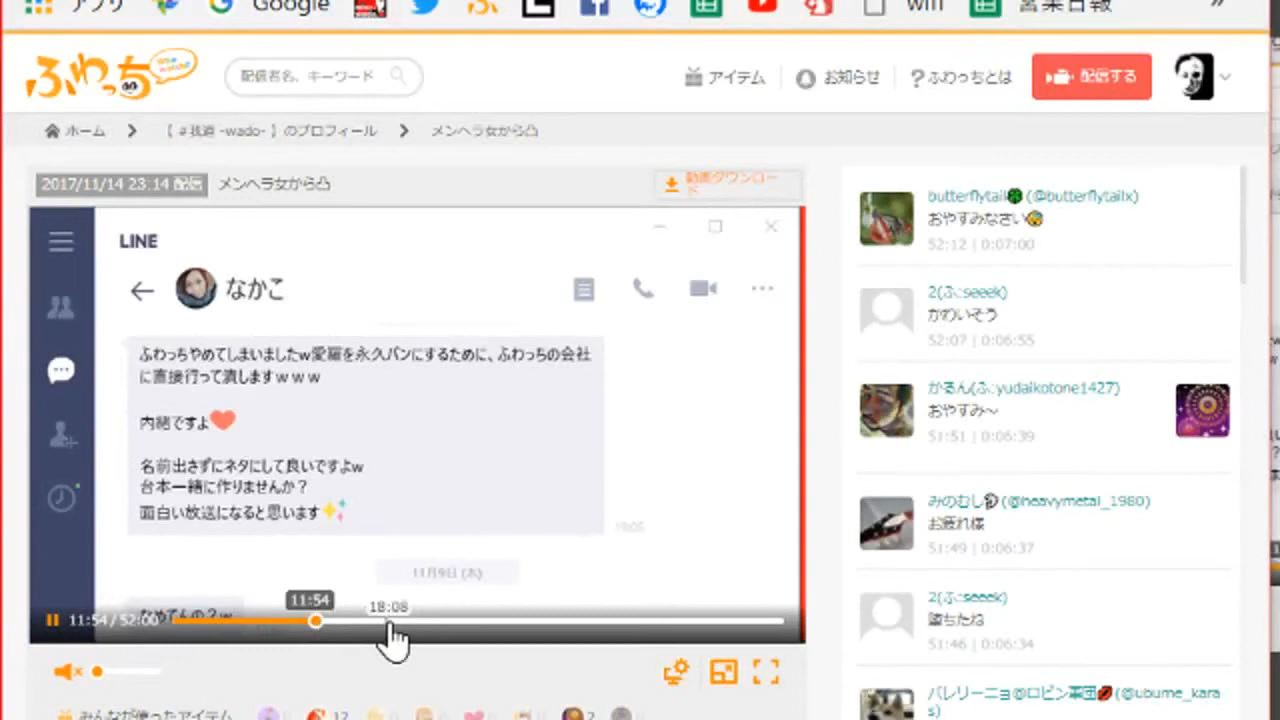 アプリ
Google
wifi
営業日報
»
ふわっち
配信者名、キーワード
アイテム
お知らせ
?ふわっちとは
配信する
ホーム
【#我道 -wado- 】のプロフィール
メンヘラ女から凸
2017/11/14 23:14 配信
メンヘラ女から凸
動画ダウンロード
LINE
なかこ
ふわっちやめてしまいましたw愛羅を永久バンにするために、ふわっちの会社
に直接行って潰しますｗｗｗ
内緒ですよ❤
名前出さずにネタにして良いですよw
台本一緒に作りませんか？
面白い放送になると思います✨
11月9日 (木)
なめてんの？w
11:54
18:08
11:54 / 52:00
みんなが使ったアイテム
12
2
butterflytail🍀(@butterflytailx)
おやすみなさい
52:12 | 0:07:00
2(ふ:seeek)
かわいそう
52:07 | 0:06:55
かるん(ふ:yudaikotone1427)
おやすみ〜
51:51 | 0:06:39
みのむし(@heavymetal_1980)
お疲れ様
51:49 | 0:06:37
2(ふ:seeek)
堕ちたね
51:46 | 0:06:34
バレリーニョ@ロビン軍団(@ubume_karas)